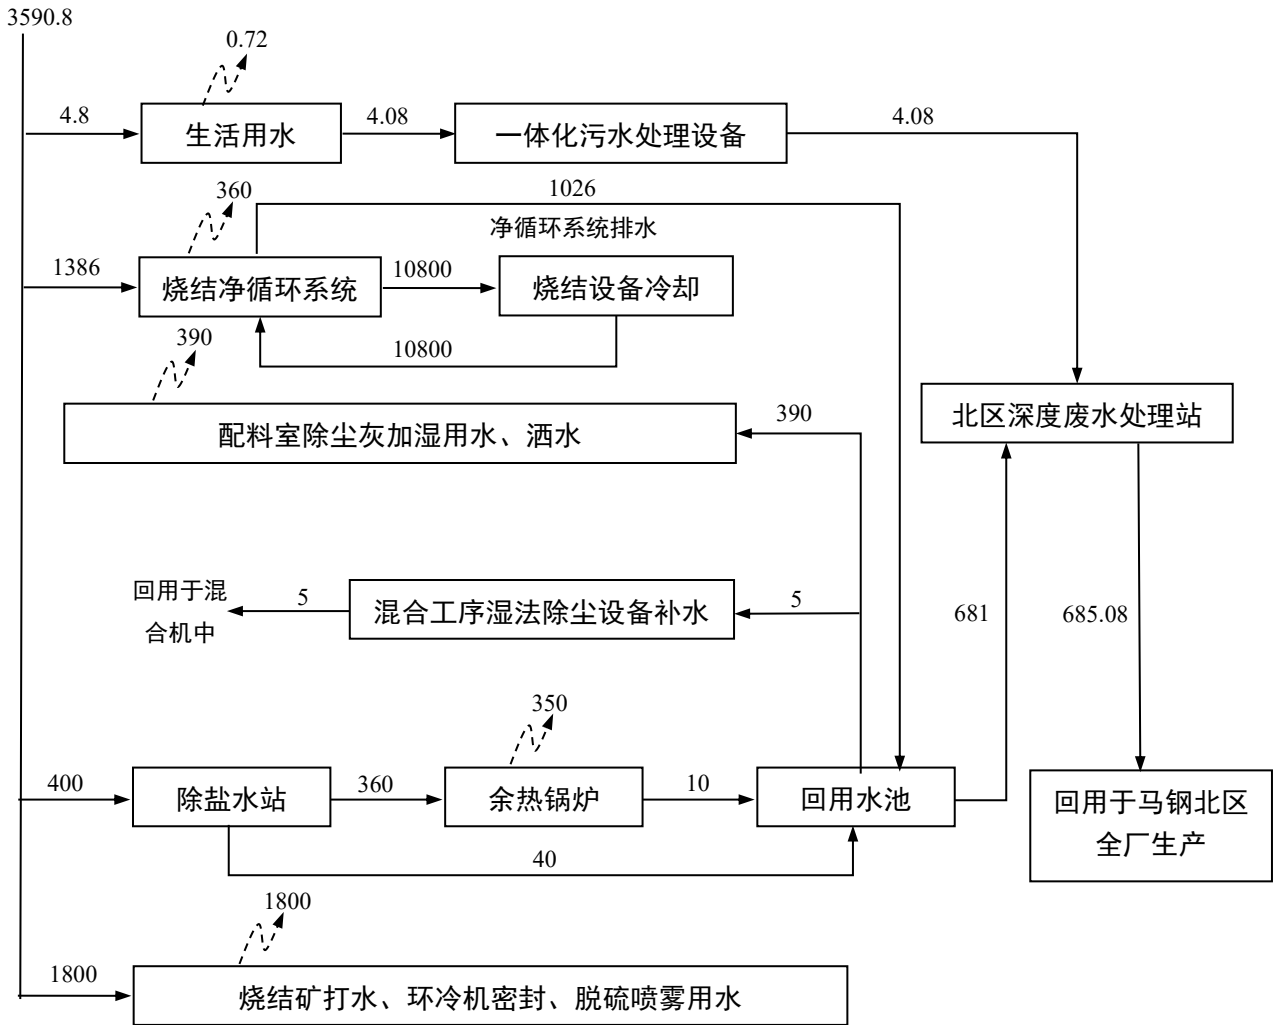 3590.8
0.72
4.8
生活用水
4.08
一体化污水处理设备
4.08
360
1026
净循环系统排水
1386
烧结净循环系统
10800
烧结设备冷却
10800
390
配料室除尘灰加湿用水、洒水
390
北区深度废水处理站
回用于混
合机中
5
混合工序湿法除尘设备补水
5
681
685.08
350
400
除盐水站
360
余热锅炉
10
回用水池
回用于马钢北区
全厂生产
40
1800
1800
烧结矿打水、环冷机密封、脱硫喷雾用水